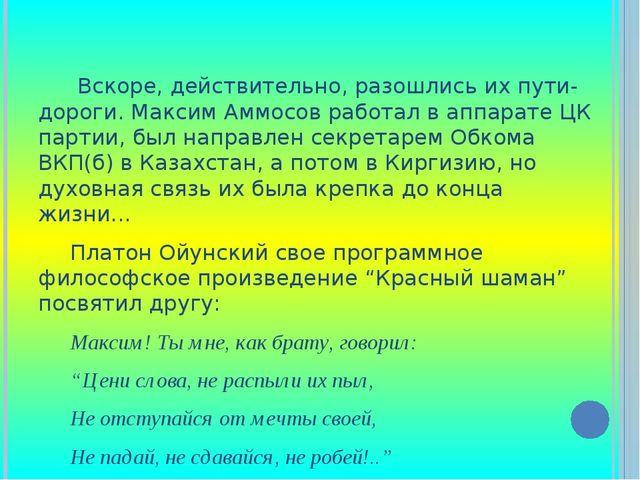 Вскоре, действительно, разошлись их пути-
дороги. Максим Аммосов работал в аппарате ЦК
партии, был направлен секретарем Обкома
ВКП(б) в Казахстан, а потом в Киргизию, но
духовная связь их была крепка до конца
жизни…
Платон Ойунский свое программное
философское произведение “Красный шаман”
посвятил другу:
Максим! Ты мне, как брату, говорил:
“Цени слова, не распыли их пыл,
Не отступайся от мечты своей,
Не падай, не сдавайся, не робей!..”